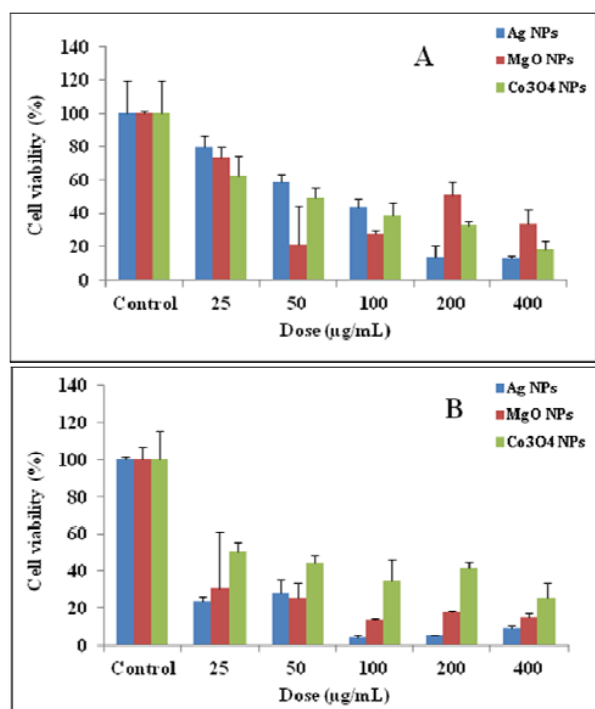 140
120
100
80
60
40
20
0
Cell viability (%)
A
Ag NPs
MgO NPs
Co3O4 NPs
Control 25 50 100 200 400
Dose (µg/mL)
140
120
100
80
60
40
20
0
Cell viability (%)
B
Ag NPs
MgO NPs
Co3O4 NPs
Control 25 50 100 200 400
Dose (µg/mL)